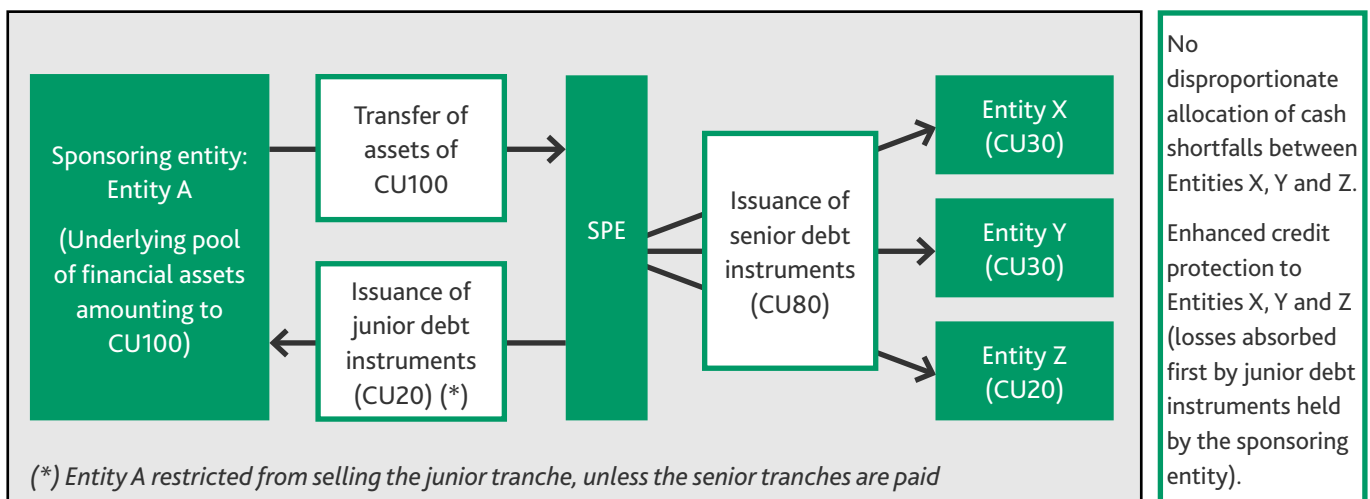 Sponsoring entity:
Entity A
(Underlying pool
of financial assets
amounting to
CU100)
Transfer of
assets of
CU100
Issuance of
junior debt
instruments
(CU20) (*)
SPE
Issuance of
senior debt
instruments
(CU80)
Entity X
(CU30)
Entity Y
(CU30)
Entity Z
(CU20)
(*) Entity A restricted from selling the junior tranche, unless the senior tranches are paid
No
disproportionate
allocation of cash
shortfalls between
Entities X, Y and Z.
Enhanced credit
protection to
Entities X, Y and Z
(losses absorbed
first by junior debt
instruments held
by the sponsoring
entity).